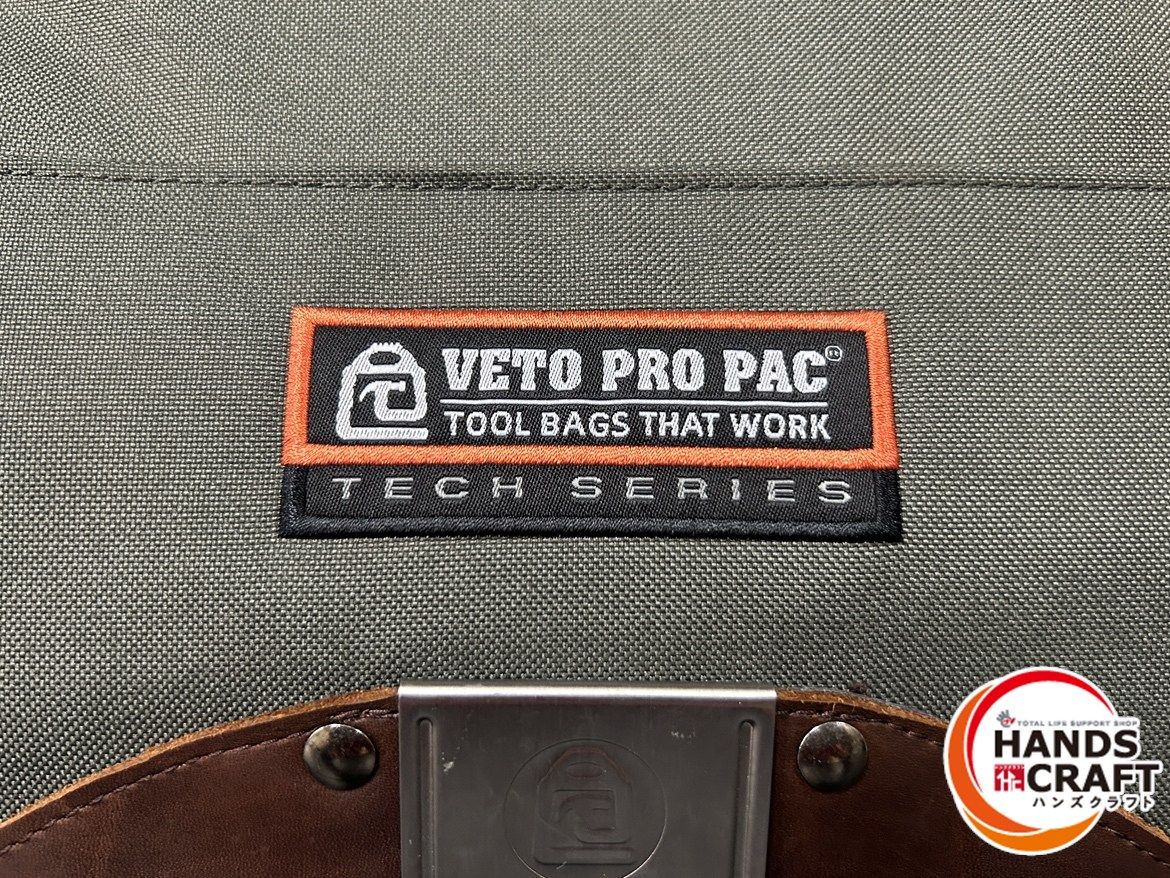 VETO PRO PAC®
TOOL BAGS THAT WORK
TECH SERIES
TOTAL LIFE SUPPORT SHOP
HANDS
CRAFT
ハンズクラフト